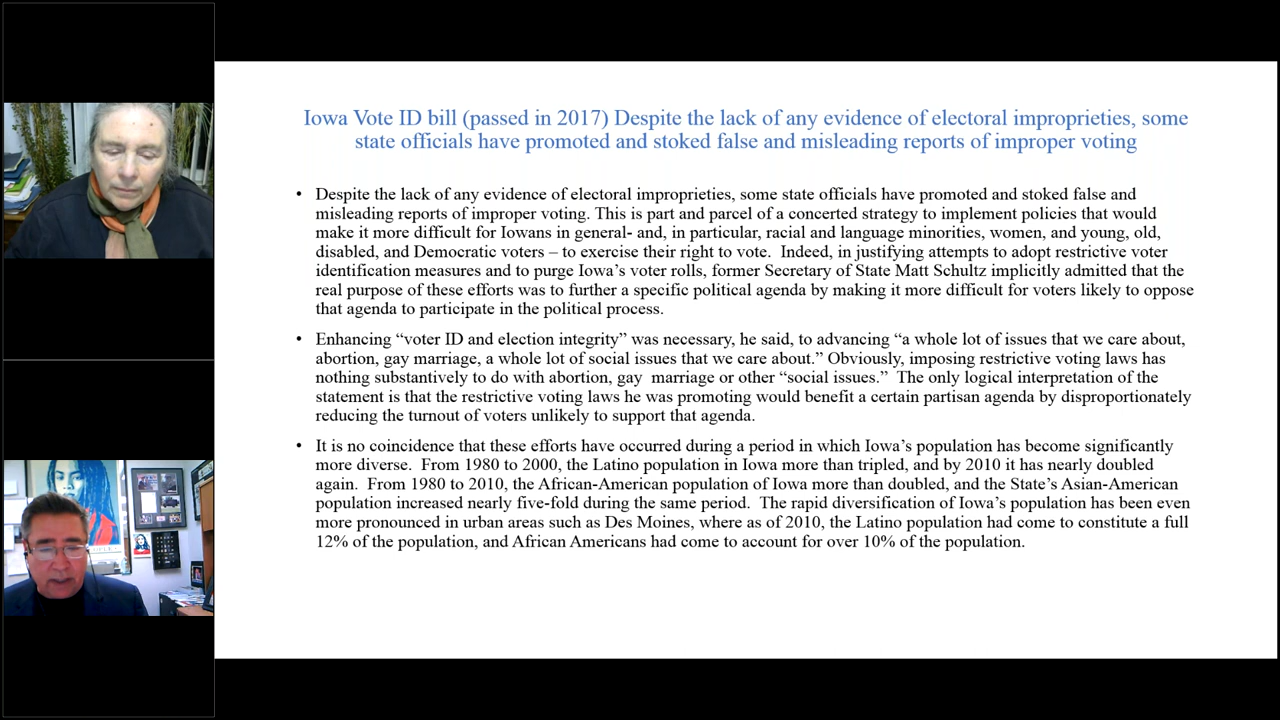 Iowa Vote ID bill (passed in 2017) Despite the lack of any evidence of electoral improprieties, some
state officials have promoted and stoked false and misleading reports of improper voting
• Despite the lack of any evidence of electoral improprieties, some state officials have promoted and stoked false and
misleading reports of improper voting. This is part and parcel of a concerted strategy to implement policies that would
make it more difficult for Iowans in general- and, in particular, racial and language minorities, women, and young, old,
disabled, and Democratic voters – to exercise their right to vote. Indeed, in justifying attempts to adopt restrictive voter
identification measures and to purge Iowa's voter rolls, former Secretary of State Matt Schultz implicitly admitted that the
real purpose of these efforts was to further a specific political agenda by making it more difficult for voters likely to oppose
that agenda to participate in the political process.
• Enhancing “voter ID and election integrity” was necessary, he said, to advancing “a whole lot of issues that we care about,
abortion, gay marriage, a whole lot of social issues that we care about.” Obviously, imposing restrictive voting laws has
nothing substantively to do with abortion, gay marriage or other “social issues.” The only logical interpretation of the
statement is that the restrictive voting laws he was promoting would benefit a certain partisan agenda by disproportionately
reducing the turnout of voters unlikely to support that agenda.
• It is no coincidence that these efforts have occurred during a period in which Iowa's population has become significantly
more diverse. From 1980 to 2000, the Latino population in Iowa more than tripled, and by 2010 it has nearly doubled
again. From 1980 to 2010, the African-American population of Iowa more than doubled, and the State's Asian-American
population increased nearly five-fold during the same period. The rapid diversification of Iowa's population has been even
more pronounced in urban areas such as Des Moines, where as of 2010, the Latino population had come to constitute a full
12% of the population, and African Americans had come to account for over 10% of the population.